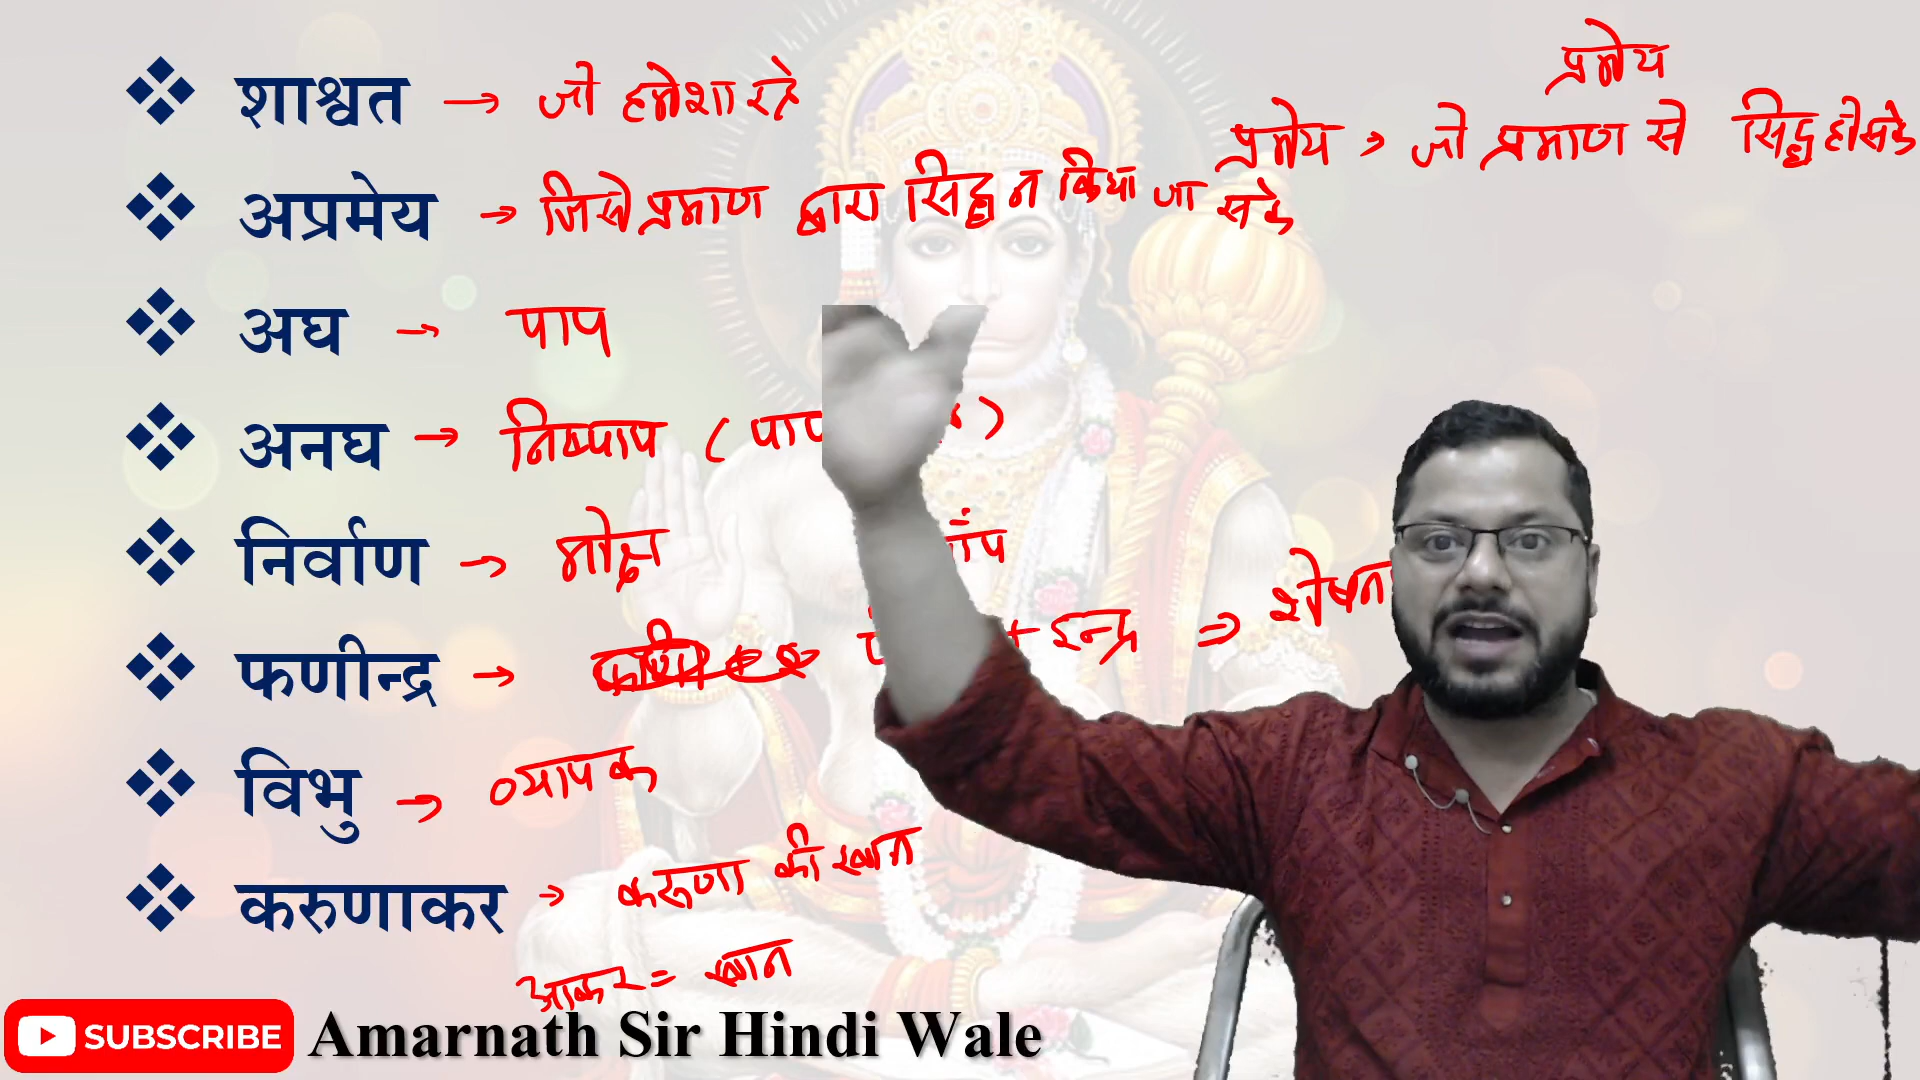 प्रमेय
शाश्वत → जो हमेशा रहे
प्रमेय → जो प्रमाण से सिद्ध हो सके
अप्रमेय → जिसे प्रमाण द्वारा सिद्ध न किया जा सके
अघ → पाप
अनघ → निष्पाप ( पाप )
निर्वाण → मोक्ष
फणीन्द्र → + इन्द्र ⇒
विभु → व्यापक
करुणाकर → करूणा की खान
आकर = खान
SUBSCRIBE Amarnath Sir Hindi Wale